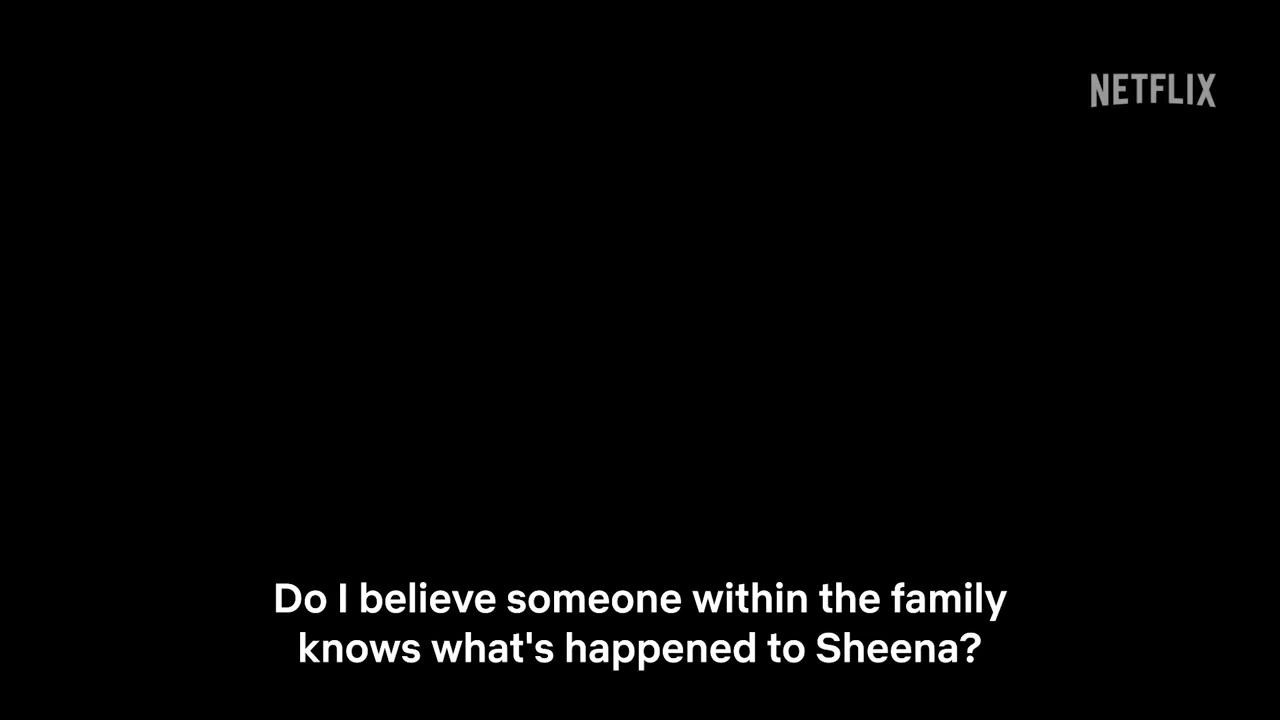 NETFLIX
Do I believe someone within the family
knows what's happened to Sheena?